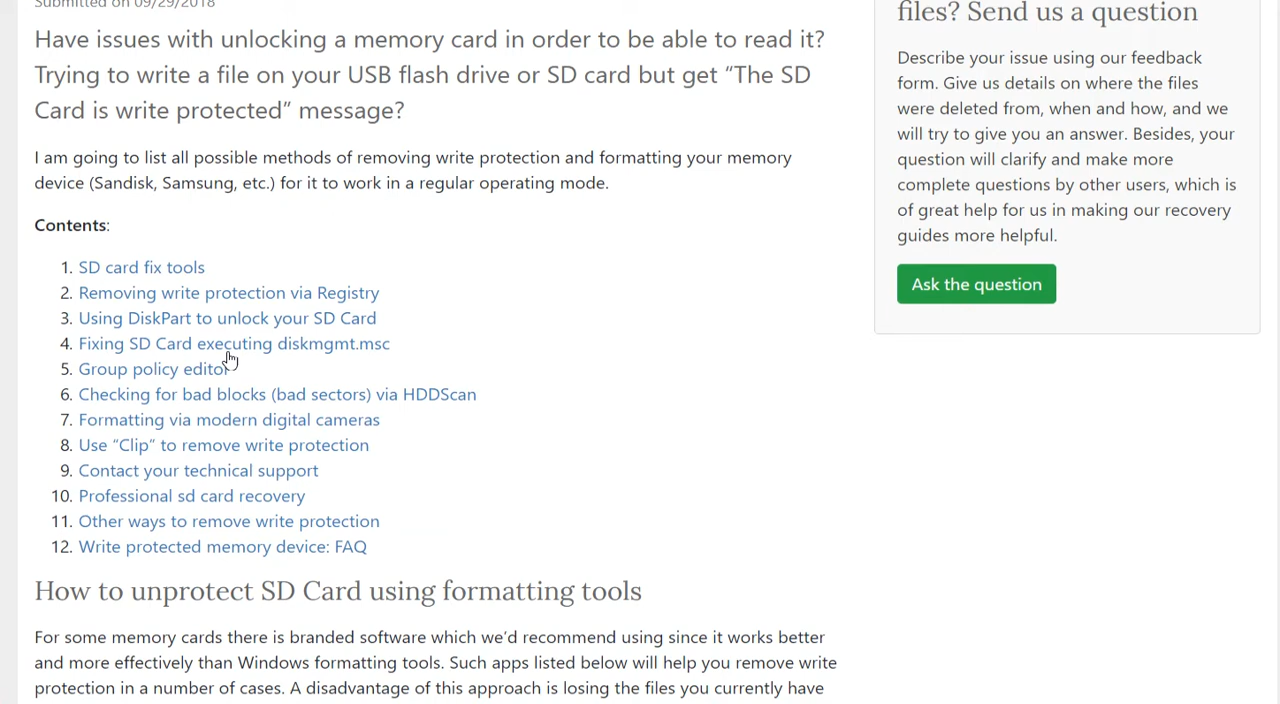 Submitted on 09/29/2018
Have issues with unlocking a memory card in order to be able to read it?
Trying to write a file on your USB flash drive or SD card but get “The SD
Card is write protected” message?
I am going to list all possible methods of removing write protection and formatting your memory
device (Sandisk, Samsung, etc.) for it to work in a regular operating mode.
Contents:
1. SD card fix tools
2. Removing write protection via Registry
3. Using DiskPart to unlock your SD Card
4. Fixing SD Card executing diskmgmt.msc
5. Group policy editor
6. Checking for bad blocks (bad sectors) via HDDScan
7. Formatting via modern digital cameras
8. Use “Clip” to remove write protection
9. Contact your technical support
10. Professional sd card recovery
11. Other ways to remove write protection
12. Write protected memory device: FAQ
How to unprotect SD Card using formatting tools
For some memory cards there is branded software which we’d recommend using since it works better
and more effectively than Windows formatting tools. Such apps listed below will help you remove write
protection in a number of cases. A disadvantage of this approach is losing the files you currently have
files? Send us a question
Describe your issue using our feedback
form. Give us details on where the files
were deleted from, when and how, and we
will try to give you an answer. Besides, your
question will clarify and make more
complete questions by other users, which is
of great help for us in making our recovery
guides more helpful.
Ask the question